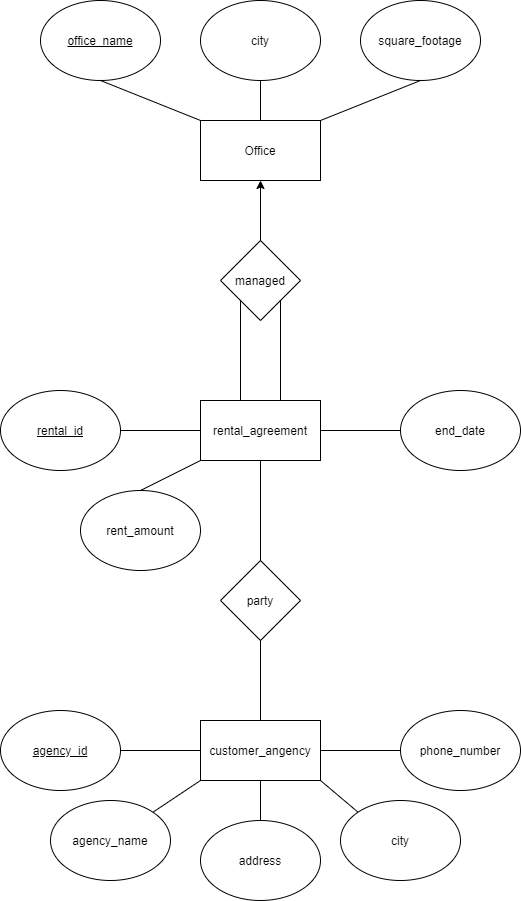 office_name
city
square_footage
Office
managed
rental_id
rental_agreement
end_date
rent_amount
party
agency_id
customer_angency
phone_number
agency_name
address
city